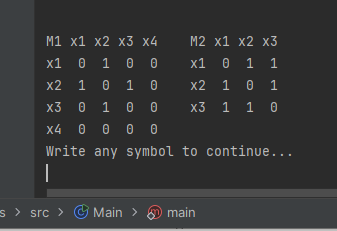 M1 x1 x2 x3 x4    M2 x1 x2 x3
x1  0  1  0  0    x1  0  1  1
x2  1  0  1  0    x2  1  0  1
x3  0  1  0  0    x3  1  1  0
x4  0  0  0  0
Write any symbol to continue...
s > src > Main > main